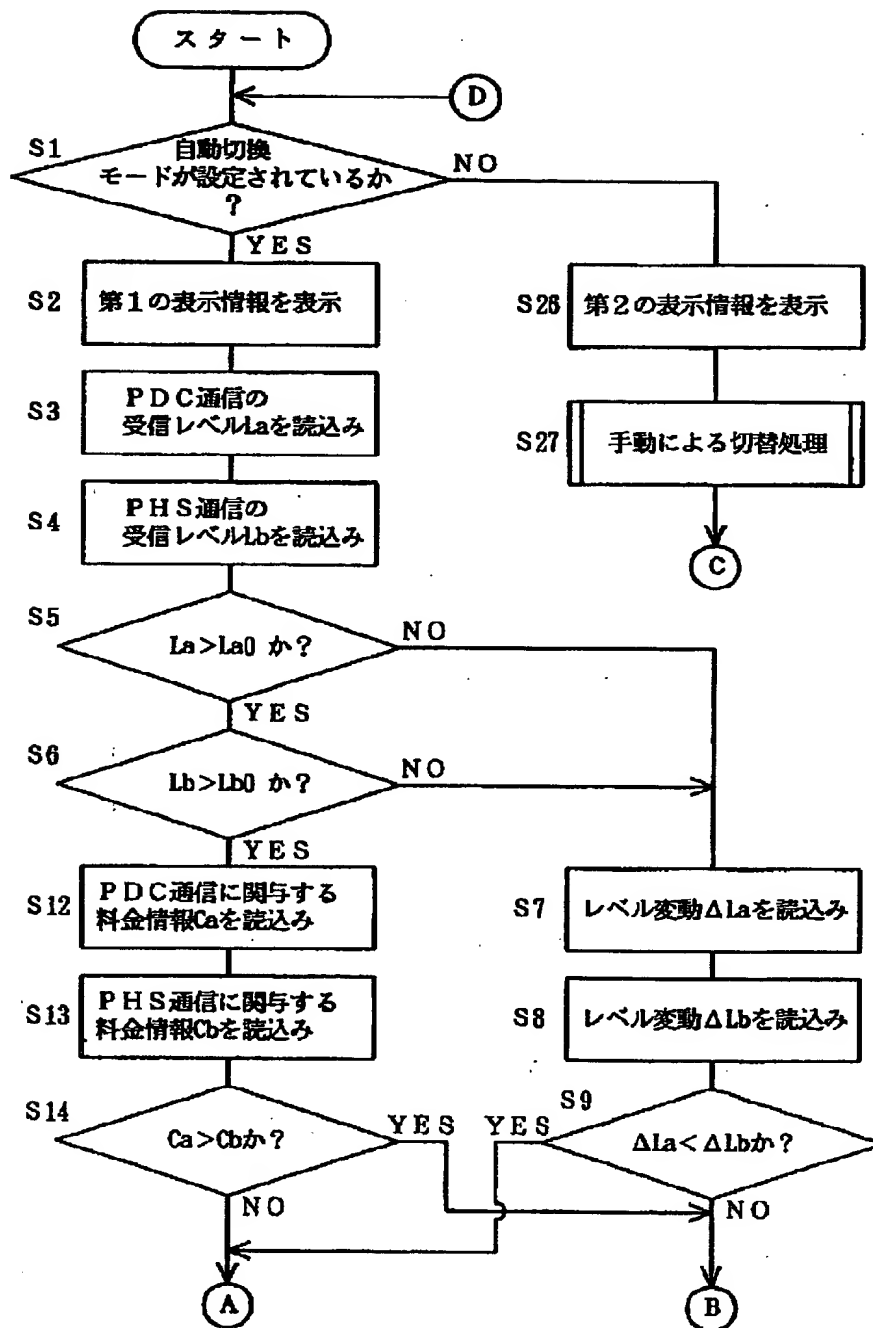 スタート
D
S1
自動切換
モードが設定されているか
?
NO
YES
S2
第1の表示情報を表示
S26
第2の表示情報を表示
S3
PDC通信の
受信レベルLaを読込み
S27
手動による切替処理
S4
PHS通信の
受信レベルLbを読込み
C
S5
La>La0 か?
NO
YES
S6
Lb>Lb0 か?
NO
YES
S12
PDC通信に関与する
料金情報Caを読込み
S7
レベル変動ΔLaを読込み
S13
PHS通信に関与する
料金情報Cbを読込み
S8
レベル変動ΔLbを読込み
S14
Ca>Cbか?
YES
NO
S9
YES
ΔLa<ΔLbか?
NO
A
B